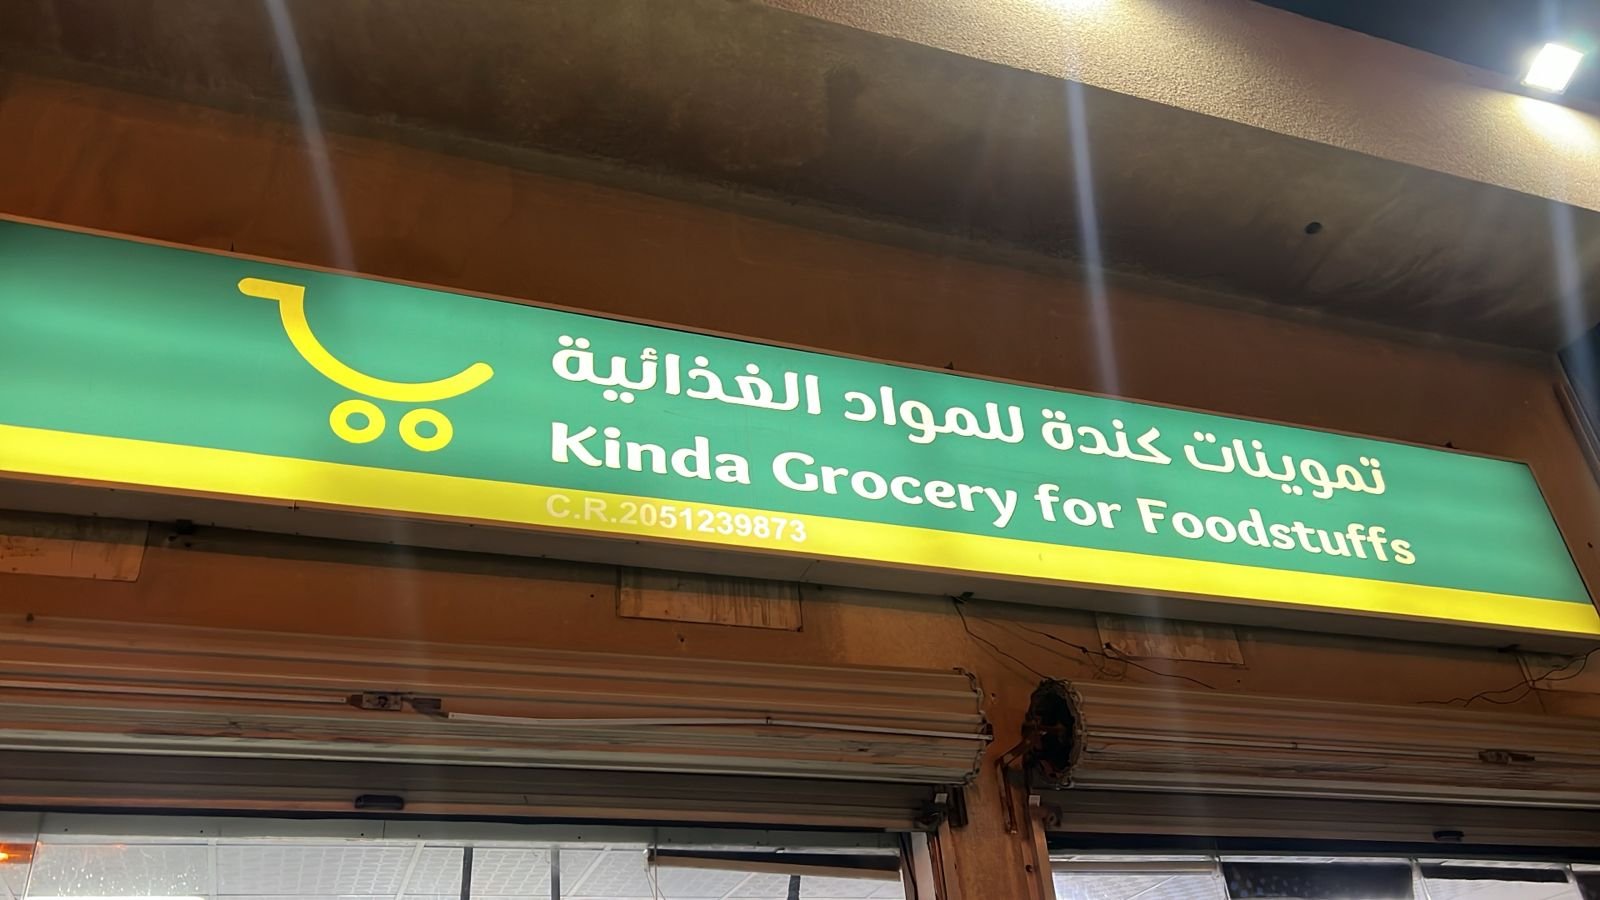 تموينات كندة للمواد الغذائية
Kinda Grocery for Foodstuffs
C.R.2051239873